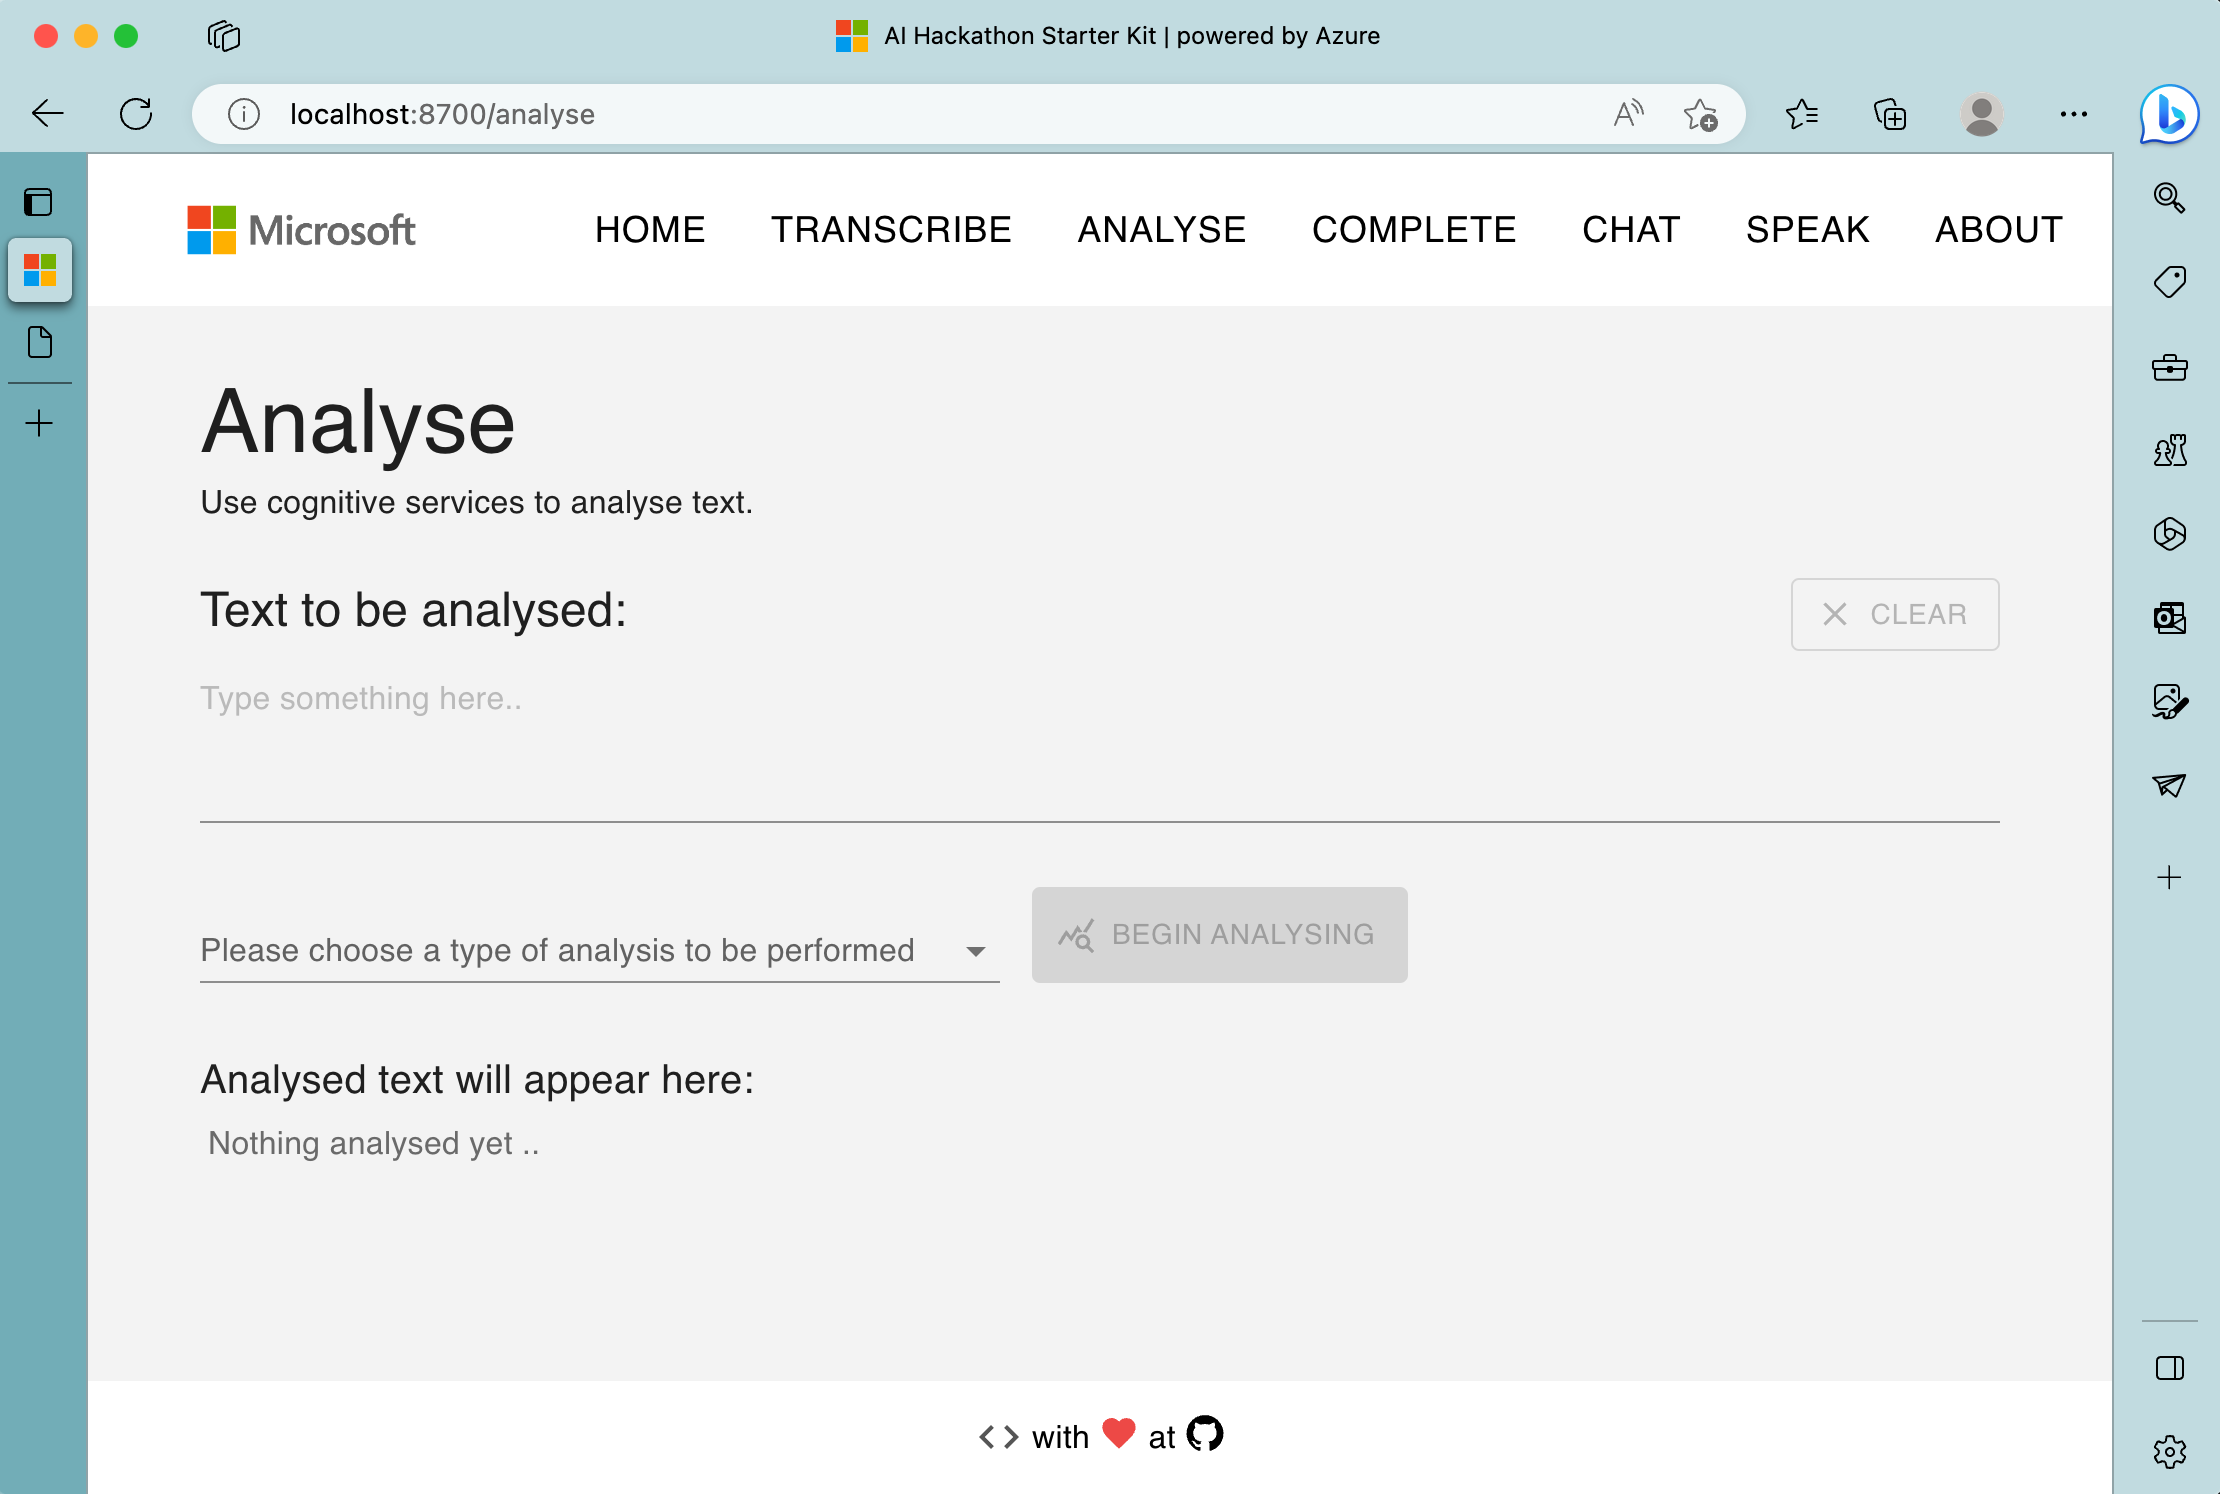 AI Hackathon Starter Kit | powered by Azure
localhost:8700/analyse
Microsoft HOME TRANSCRIBE ANALYSE COMPLETE CHAT SPEAK ABOUT
Analyse
Use cognitive services to analyse text.
Text to be analysed:
CLEAR
Type something here..
Please choose a type of analysis to be performed
BEGIN ANALYSING
Analysed text will appear here:
Nothing analysed yet ..
<> with ❤ at